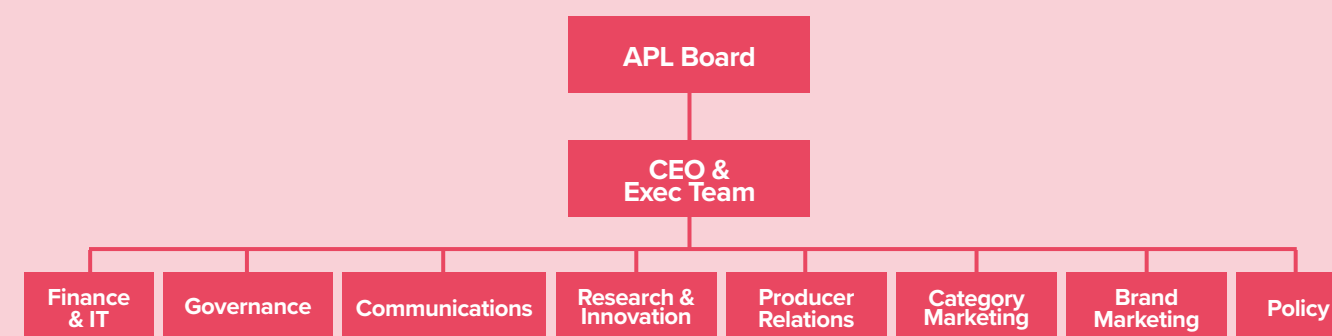 APL Board
CEO &
Exec Team
Finance
& IT
Governance
Communications
Research &
Innovation
Producer
Relations
Category
Marketing
Brand
Marketing
Policy